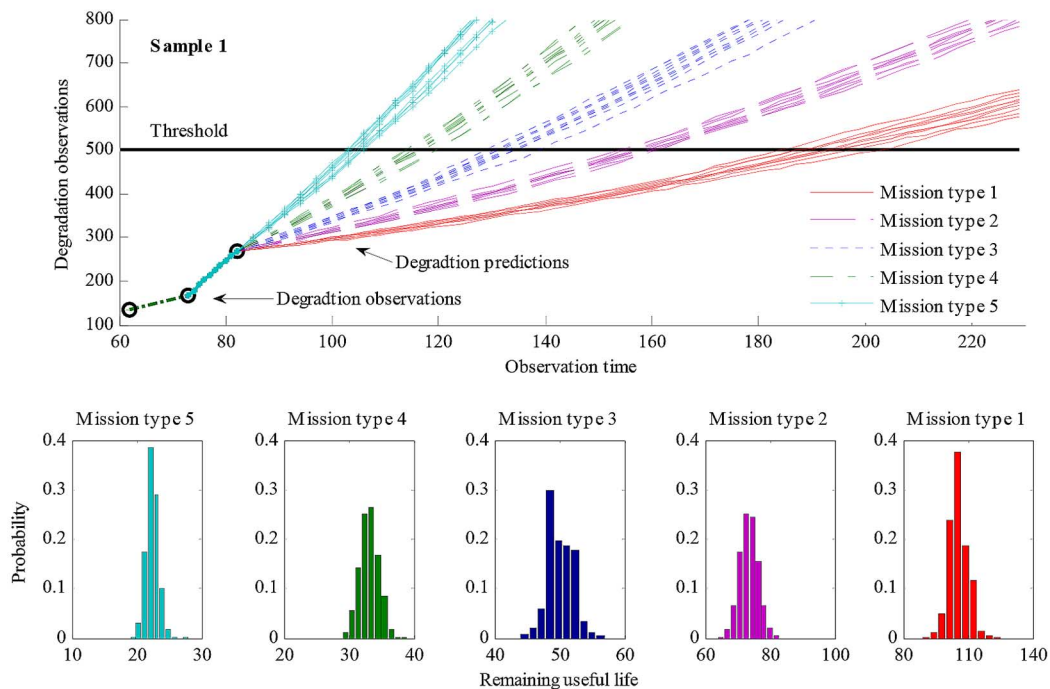 800
Sample 1
700
600
Threshold
500
400
300
200
100
Degradation observations
Mission type 1
Mission type 2
Mission type 3
Mission type 4
Mission type 5
Degradtion predictions
Degradtion observations
60 80 100 120 140 160 180 200 220
Observation time
Mission type 5 Mission type 4 Mission type 3 Mission type 2 Mission type 1
0.4 0.4 0.4 0.4 0.4
0.3 0.3 0.3 0.3 0.3
0.2 0.2 0.2 0.2 0.2
0.1 0.1 0.1 0.1 0.1
0 0 0 0 0
Probability
10 20 30 20 30 40 40 50 60 60 80 100 80 110 140
Remaining useful life